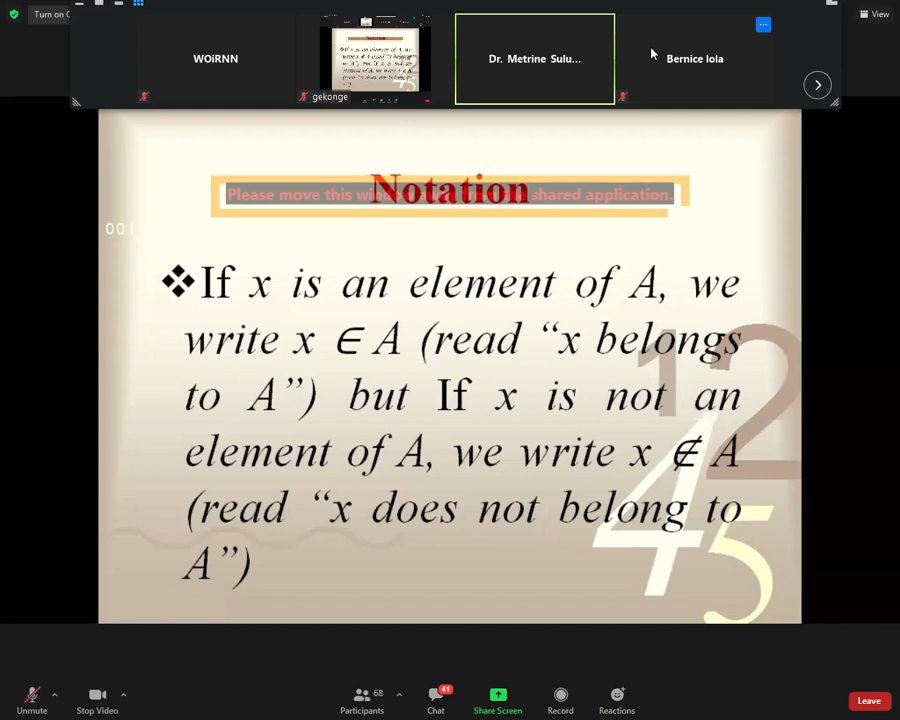 Turn on
View
WOiRNN
gekonge
Dr. Metrine Sulu...
Bernice lola
Notation
Please move this shared application.
❖If x is an element of A, we
write x ∈ A (read “x belongs
to A”) but If x is not an
element of A, we write x ∉ A
(read “x does not belong to
A”)
Unmute
Stop Video
68
Participants
41
Chat
Share Screen
Record
Reactions
Leave